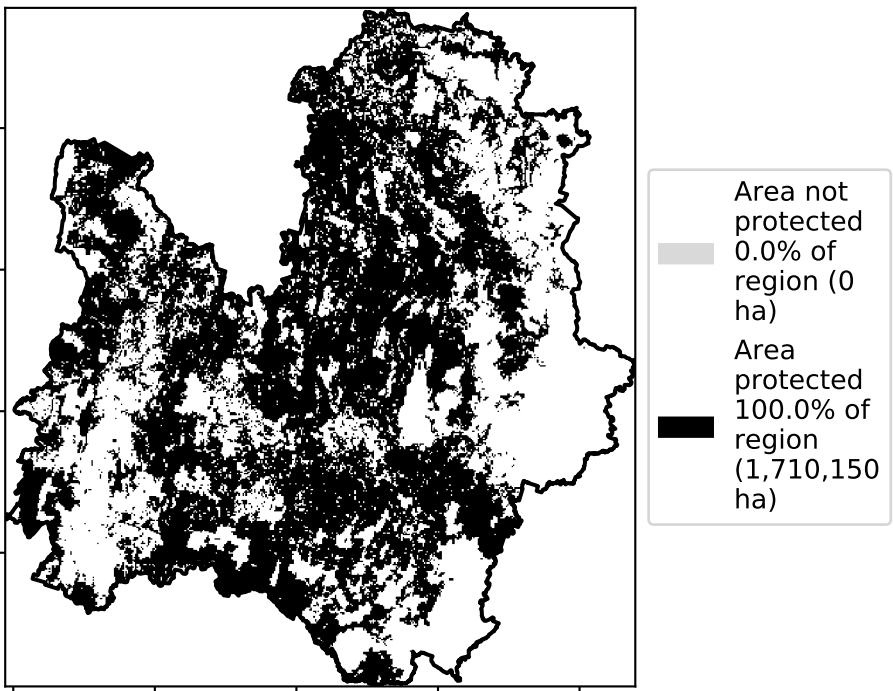 Area not
protected
0.0% of
region (0
ha)
Area
protected
100.0% of
region
(1,710,150
ha)